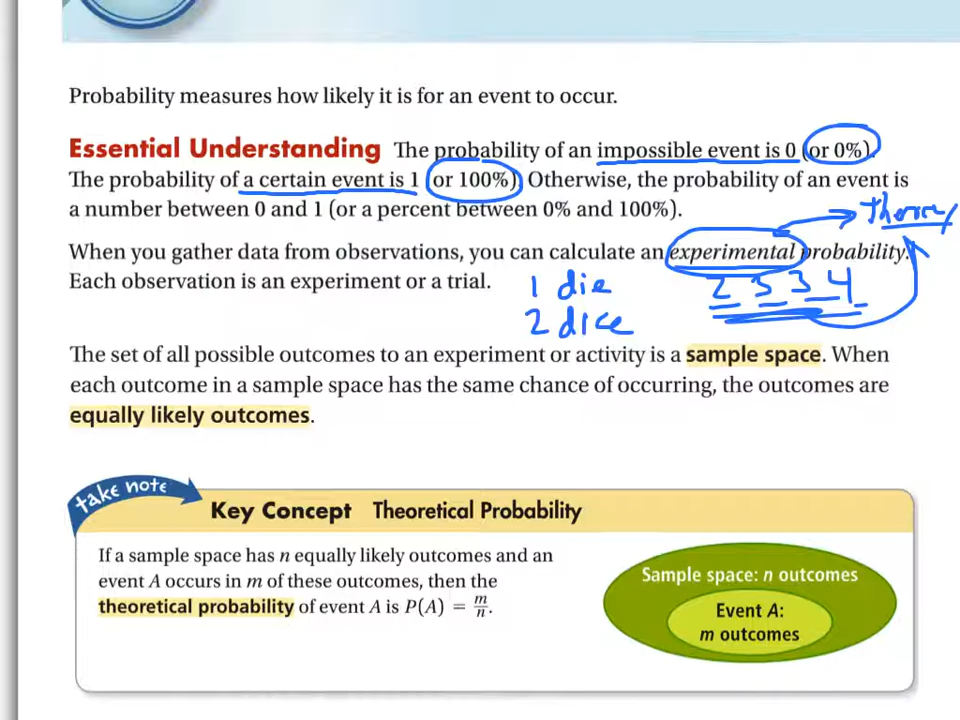 Probability measures how likely it is for an event to occur.
Essential Understanding The probability of an impossible event is 0 (or 0%).
The probability of a certain event is 1 (or 100%). Otherwise, the probability of an event is
a number between 0 and 1 (or a percent between 0% and 100%).
Theory
When you gather data from observations, you can calculate an experimental probability.
Each observation is an experiment or a trial.
1 die
2 3 3 4
2 dice
The set of all possible outcomes to an experiment or activity is a sample space. When
each outcome in a sample space has the same chance of occurring, the outcomes are
equally likely outcomes.
take note
Key Concept Theoretical Probability
If a sample space has n equally likely outcomes and an
event A occurs in m of these outcomes, then the
theoretical probability of event A is P(A) = m/n.
Sample space: n outcomes
Event A:
m outcomes